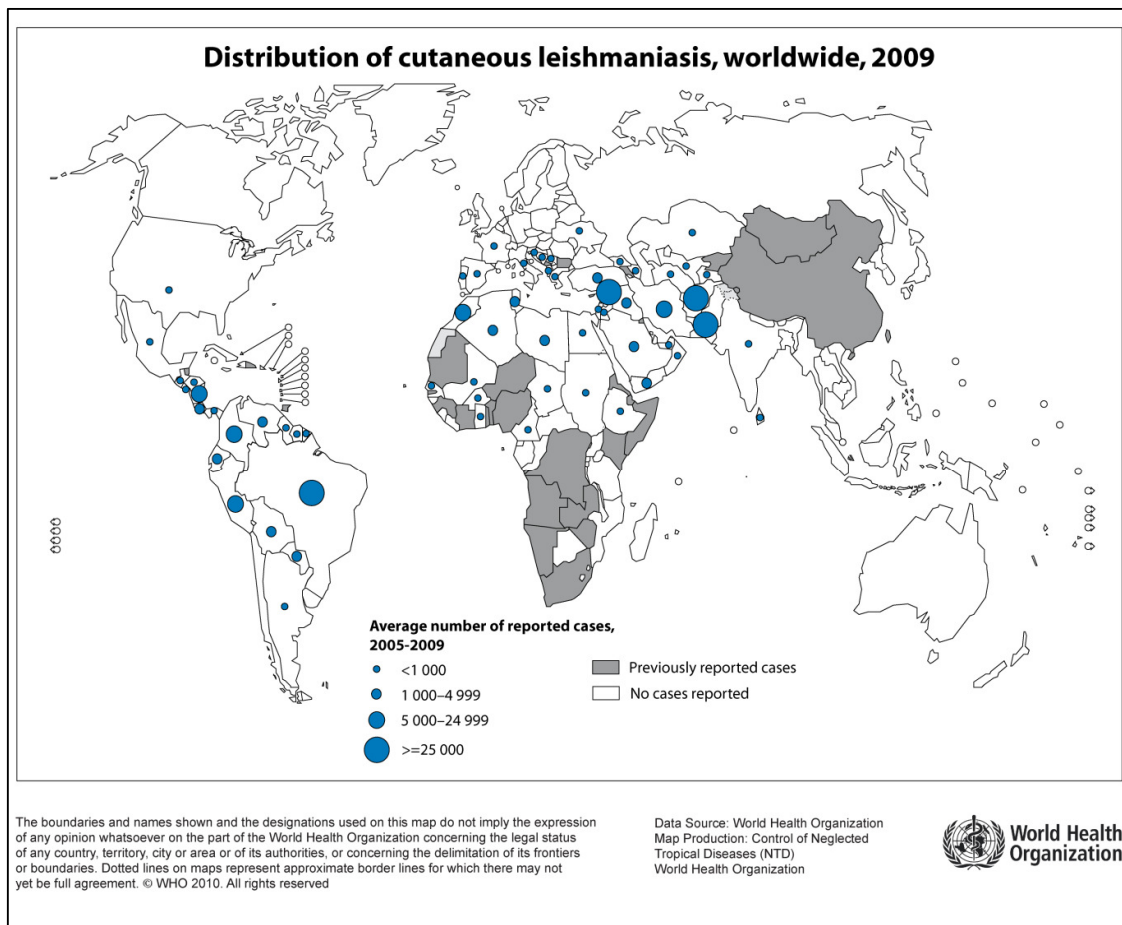 Distribution of cutaneous leishmaniasis, worldwide, 2009
Average number of reported cases,
2005-2009
<1 000
1 000–4 999
5 000–24 999
>=25 000
Previously reported cases
No cases reported
The boundaries and names shown and the designations used on this map do not imply the expression
of any opinion whatsoever on the part of the World Health Organization concerning the legal status
of any country, territory, city or area or of its authorities, or concerning the delimitation of its frontiers
or boundaries. Dotted lines on maps represent approximate border lines for which there may not
yet be full agreement. © WHO 2010. All rights reserved
Data Source: World Health Organization
Map Production: Control of Neglected
Tropical Diseases (NTD)
World Health Organization
World Health
Organization